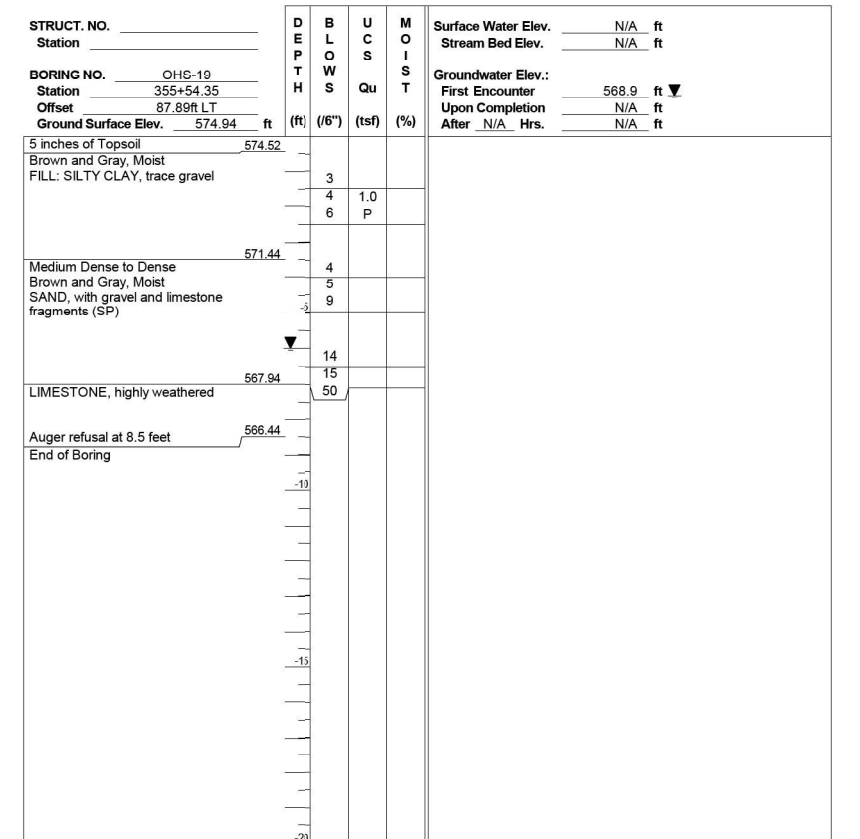 STRUCT. NO.
Station
BORING NO. OHS-19
Station 355+54.35
Offset 87.89ft LT
Ground Surface Elev. 574.94 ft
DEPTH (ft)
BLOWS (/6")
UCS Qu (tsf)
MOIST (%)
Surface Water Elev. N/A ft
Stream Bed Elev. N/A ft
Groundwater Elev.:
First Encounter 568.9 ft ▼
Upon Completion N/A ft
After N/A Hrs. N/A ft
5 inches of Topsoil 574.52
Brown and Gray, Moist
FILL: SILTY CLAY, trace gravel 3
4 1.0
6 P
571.44
Medium Dense to Dense 4
Brown and Gray, Moist 5
SAND, with gravel and limestone -5 9
fragments (SP)
▼
14
15
567.94
LIMESTONE, highly weathered 50
566.44
Auger refusal at 8.5 feet
End of Boring
-10
-15
-20